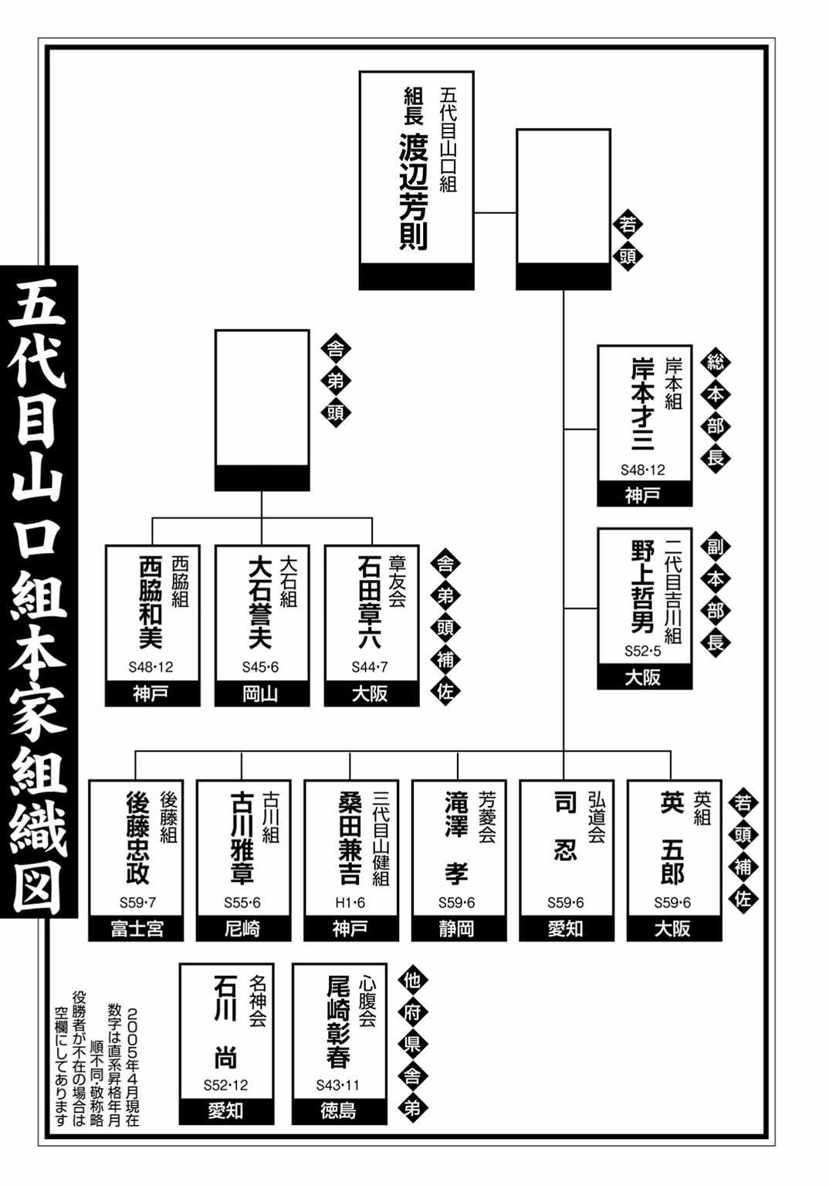 五代目山口組本家組織図
五代目山口組
組長 渡辺芳則
若頭
総本部長
岸本組
岸本才三
S48・12
神戸
副本部長
二代目吉川組
野上哲男
S52・5
大阪
舎弟頭
舎弟頭補佐
章友会
石田章六
S44・7
大阪
大石組
大石誉夫
S45・6
岡山
西脇組
西脇和美
S48・12
神戸
若頭補佐
英組
英 五郎
S59・6
大阪
弘道会
司 忍
S59・6
愛知
芳菱会
滝澤 孝
S59・6
静岡
三代目山健組
桑田兼吉
H1・6
神戸
古川組
古川雅章
S55・6
尼崎
後藤組
後藤忠政
S59・7
富士宮
他府県舎弟
心腹会
尾崎彰春
S43・11
徳島
名神会
石川 尚
S52・12
愛知
2005年4月現在
数字は直系昇格年月
順不同・敬称略
役勝者が不在の場合は
空欄にしてあります